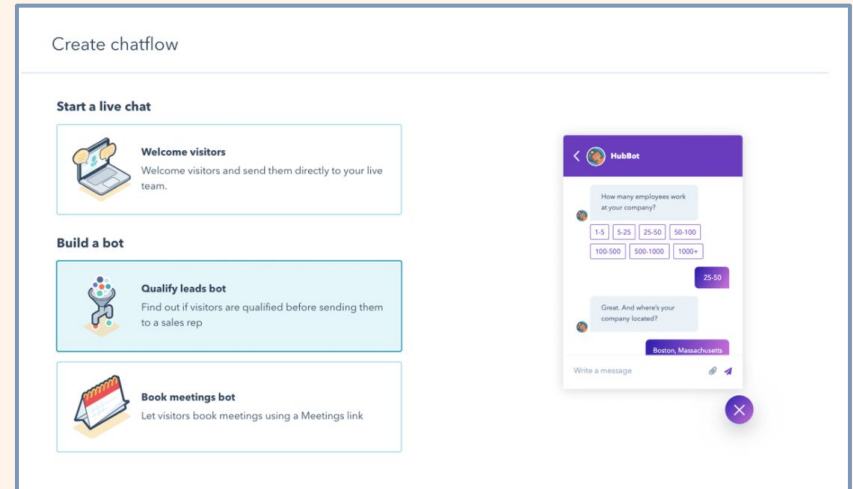 Create chatflow
Start a live chat
Welcome visitors
Welcome visitors and send them directly to your live
team.
Build a bot
Qualify leads bot
Find out if visitors are qualified before sending them
to a sales rep
Book meetings bot
Let visitors book meetings using a Meetings link
HubBot
How many employees work
at your company?
1-5 5-25 25-50 50-100
100-500 500-1000 1000+
25-50
Great. And where's your
company located?
Boston, Massachusetts
Write a message